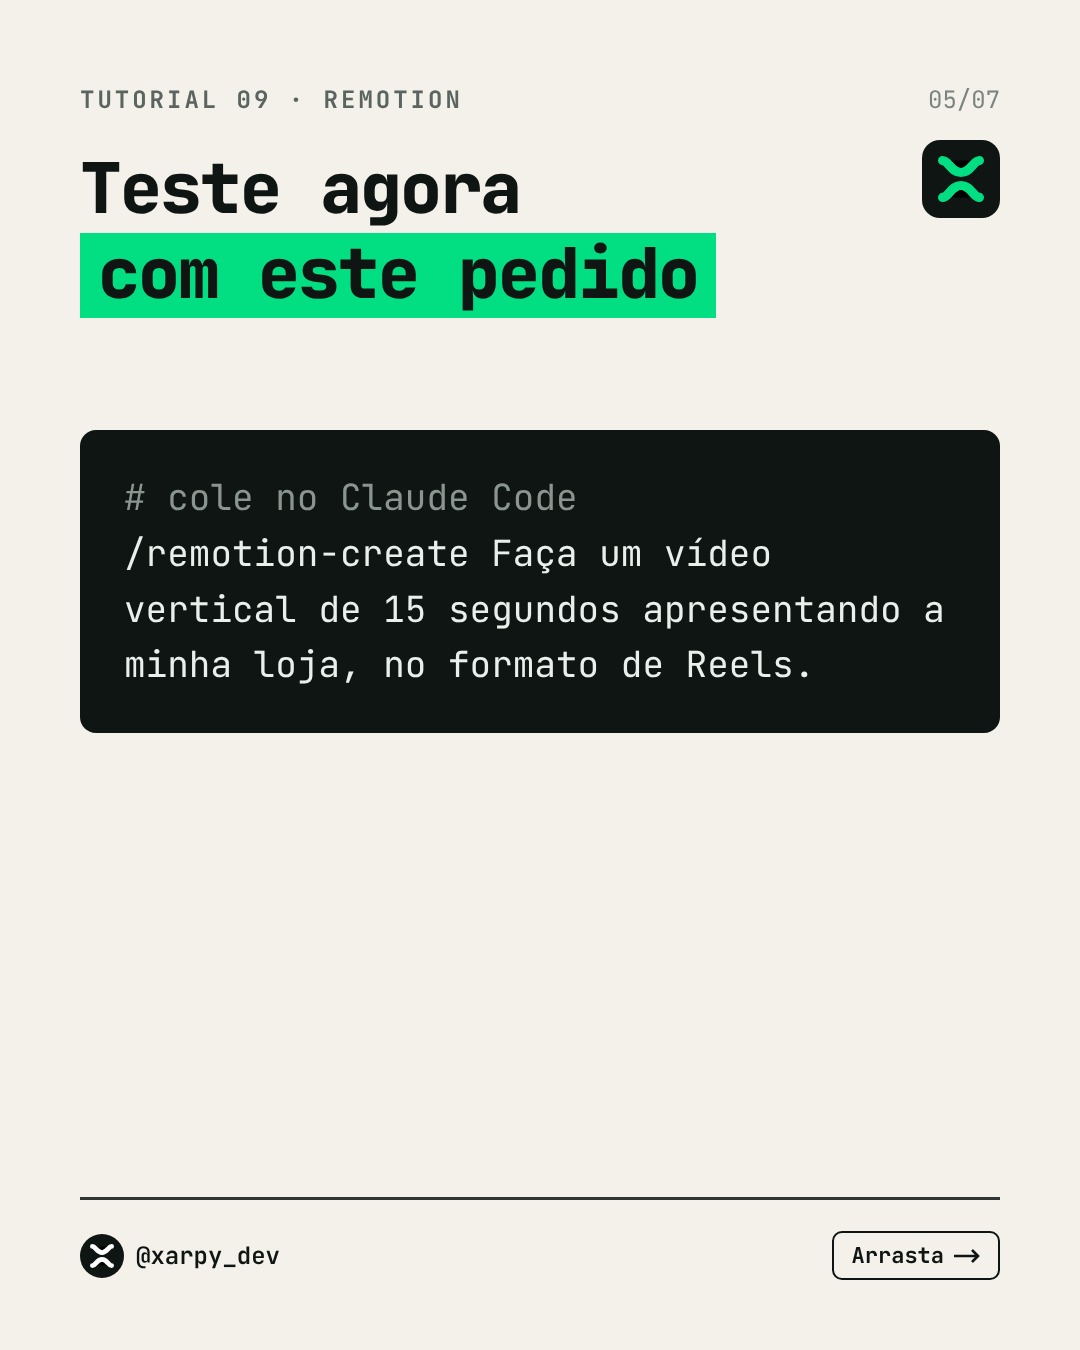 TUTORIAL 09 · REMOTION
05/07
Teste agora
com este pedido
# cole no Claude Code
/remotion-create Faça um vídeo
vertical de 15 segundos apresentando a
minha loja, no formato de Reels.
@xarpy_dev
Arrasta →